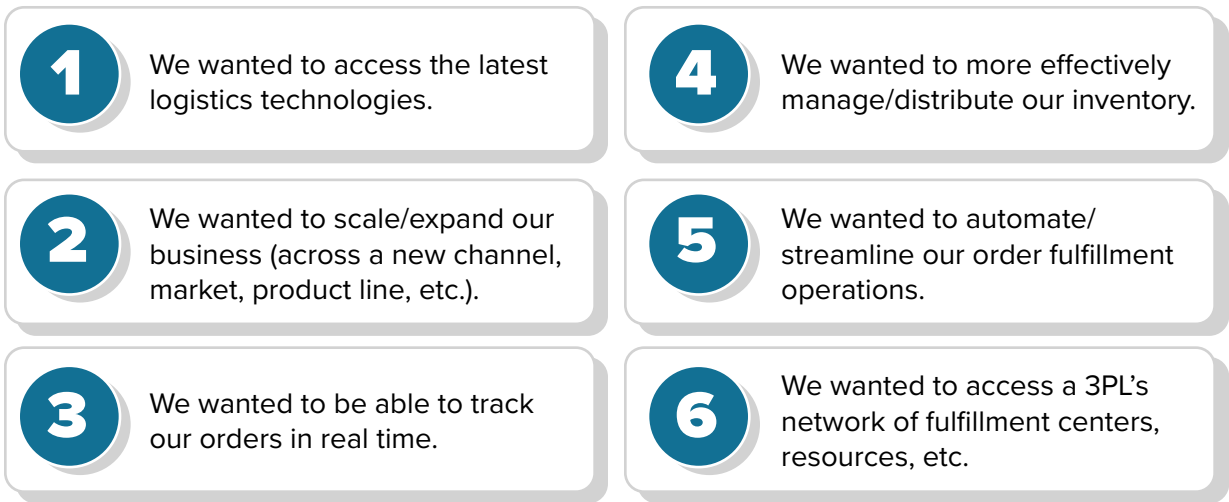 1
We wanted to access the latest
logistics technologies.
2
We wanted to scale/expand our
business (across a new channel,
market, product line, etc.).
3
We wanted to be able to track
our orders in real time.
4
We wanted to more effectively
manage/distribute our inventory.
5
We wanted to automate/
streamline our order fulfillment
operations.
6
We wanted to access a 3PL’s
network of fulfillment centers,
resources, etc.